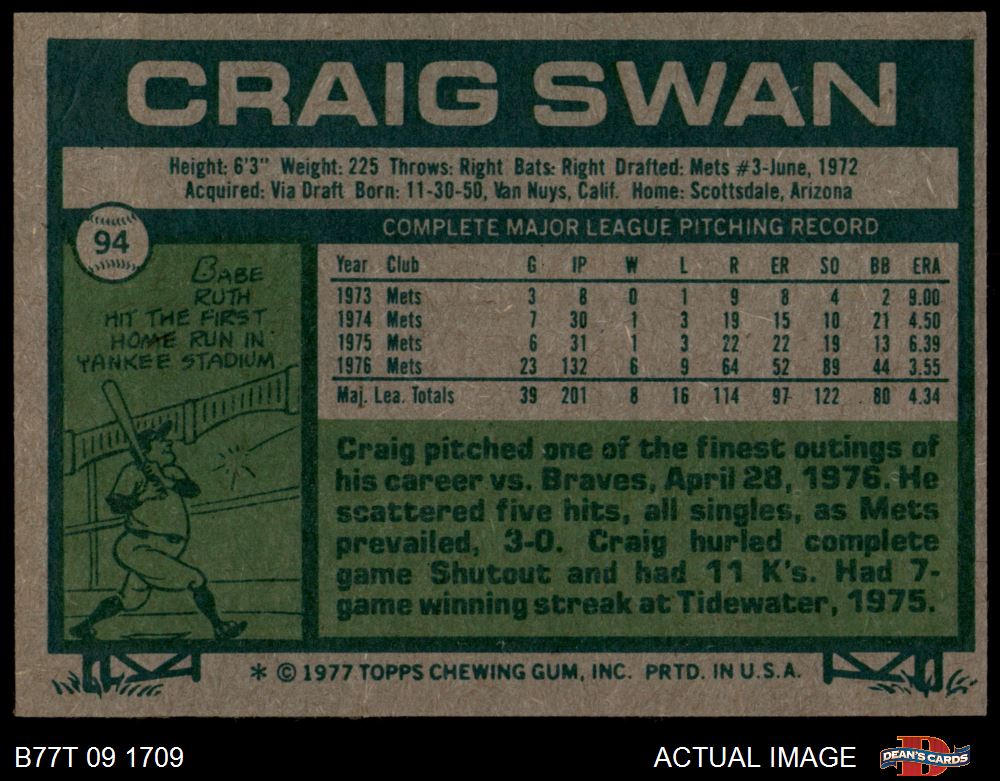 CRAIG SWAN
Height: 6'3" Weight: 225 Throws: Right Bats: Right Drafted: Mets #3-June, 1972
Acquired: Via Draft Born: 11-30-50, Van Nuys, Calif. Home: Scottsdale, Arizona
94
COMPLETE MAJOR LEAGUE PITCHING RECORD
BABE
RUTH
HIT THE FIRST
HOME RUN IN
YANKEE STADIUM.
Year Club G IP W L R ER SO BB ERA
1973 Mets 3 8 0 1 9 8 4 2 9.00
1974 Mets 7 30 1 3 19 15 10 21 4.50
1975 Mets 6 31 1 3 22 22 19 13 6.39
1976 Mets 23 132 6 9 64 52 89 44 3.55
Maj. Lea. Totals 39 201 8 16 114 97 122 80 4.34
Craig pitched one of the finest outings of
his career vs. Braves, April 28, 1976. He
scattered five hits, all singles, as Mets
prevailed, 3-0. Craig hurled complete
game Shutout and had 11 K's. Had 7-
game winning streak at Tidewater, 1975.
* © 1977 TOPPS CHEWING GUM, INC. PRTD. IN U.S.A.
B77T 09 1709 ACTUAL IMAGE DEAN'S CARDS